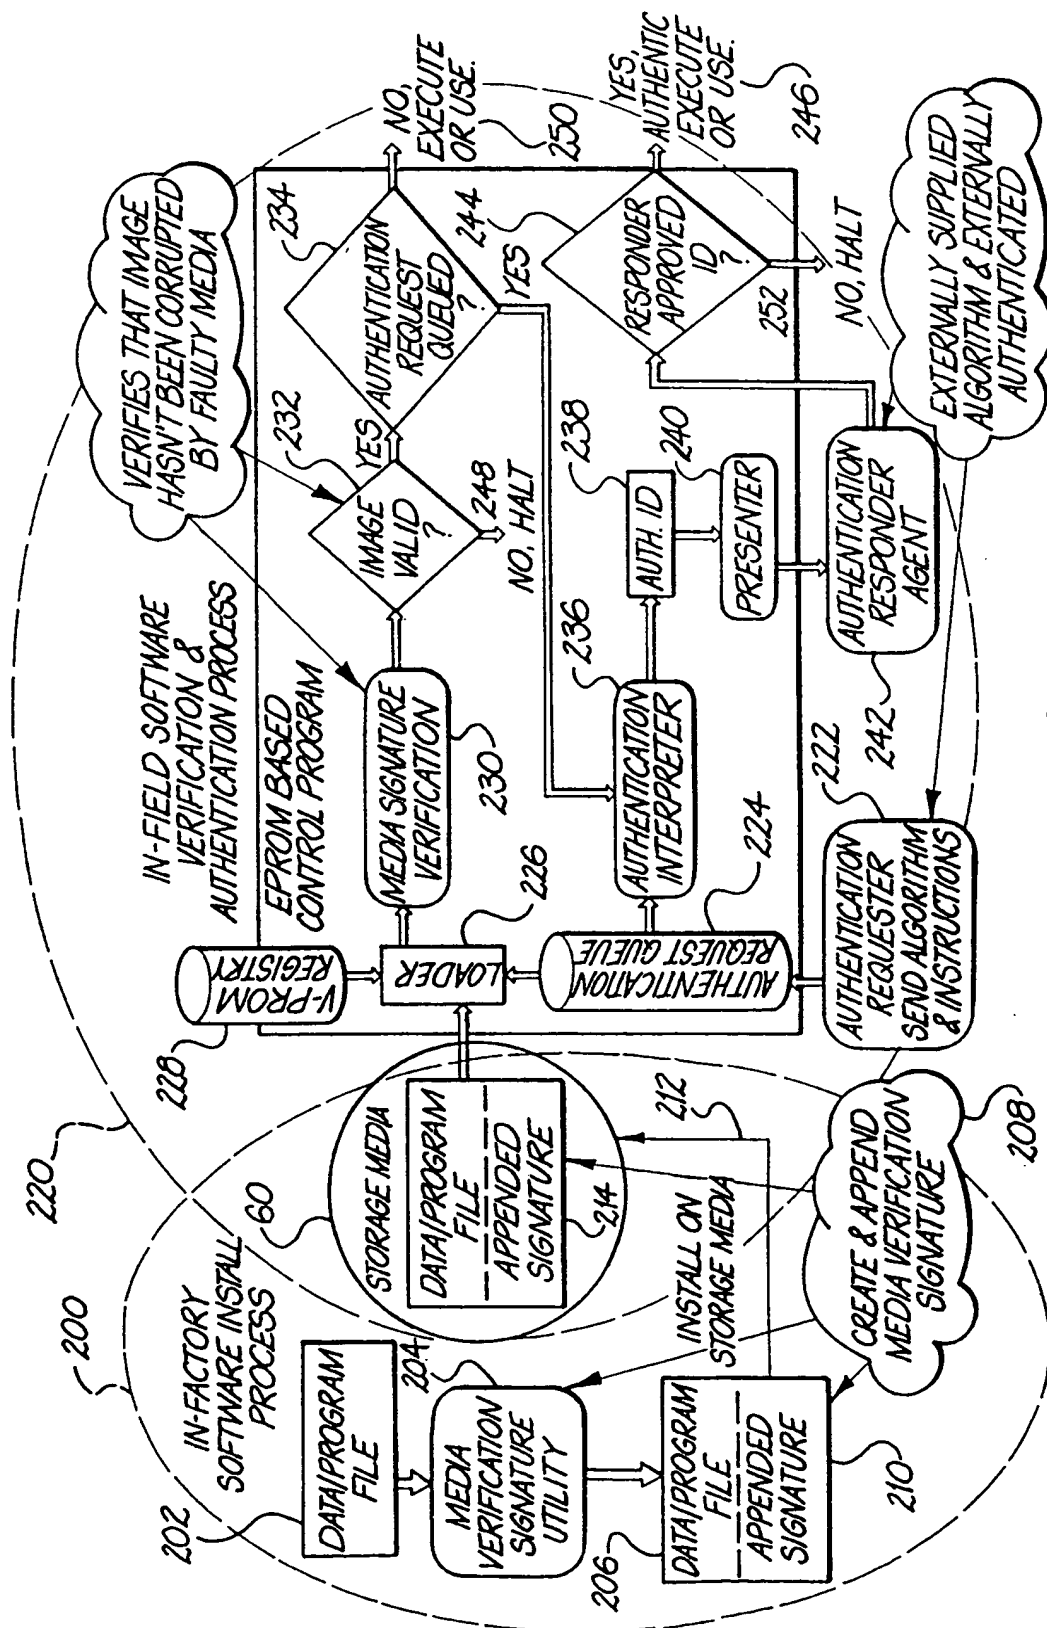 200
IN-FACTORY
SOFTWARE INSTALL
PROCESS
202
DATA/PROGRAM
FILE
204
MEDIA
VERIFICATION
SIGNATURE
UTILITY
206
DATA/PROGRAM
FILE
APPENDED
SIGNATURE
210
60
STORAGE MEDIA
DATA/PROGRAM
FILE
APPENDED
SIGNATURE
214
INSTALL ON
STORAGE MEDIA
212
CREATE & APPEND
MEDIA VERIFICATION
SIGNATURE
208
220
IN-FIELD SOFTWARE
VERIFICATION &
AUTHENTICATION PROCESS
228
V-PROM
REGISTRY
EPROM BASED
CONTROL PROGRAM
LOADER
226
AUTHENTICATION
REQUEST QUEUE
224
AUTHENTICATION
REQUESTER
SEND ALGORITHM
& INSTRUCTIONS
222
MEDIA SIGNATURE
VERIFICATION
230
AUTHENTICATION
INTERPRETER
236
VERIFIES THAT IMAGE
HASN'T BEEN CORRUPTED
BY FAULTY MEDIA
232
IMAGE
VALID
?
YES
248
NO, HALT
AUTH. ID
238
PRESENTER
240
AUTHENTICATION
RESPONDER
AGENT
242
234
AUTHENTICATION
REQUEST
QUEUED
?
YES
NO,
EXECUTE
OR USE.
250
244
RESPONDER
APPROVED
ID
?
252
NO, HALT
YES,
AUTHENTIC
EXECUTE
OR USE.
246
EXTERNALLY SUPPLIED
ALGORITHM & EXTERNALLY
AUTHENTICATED